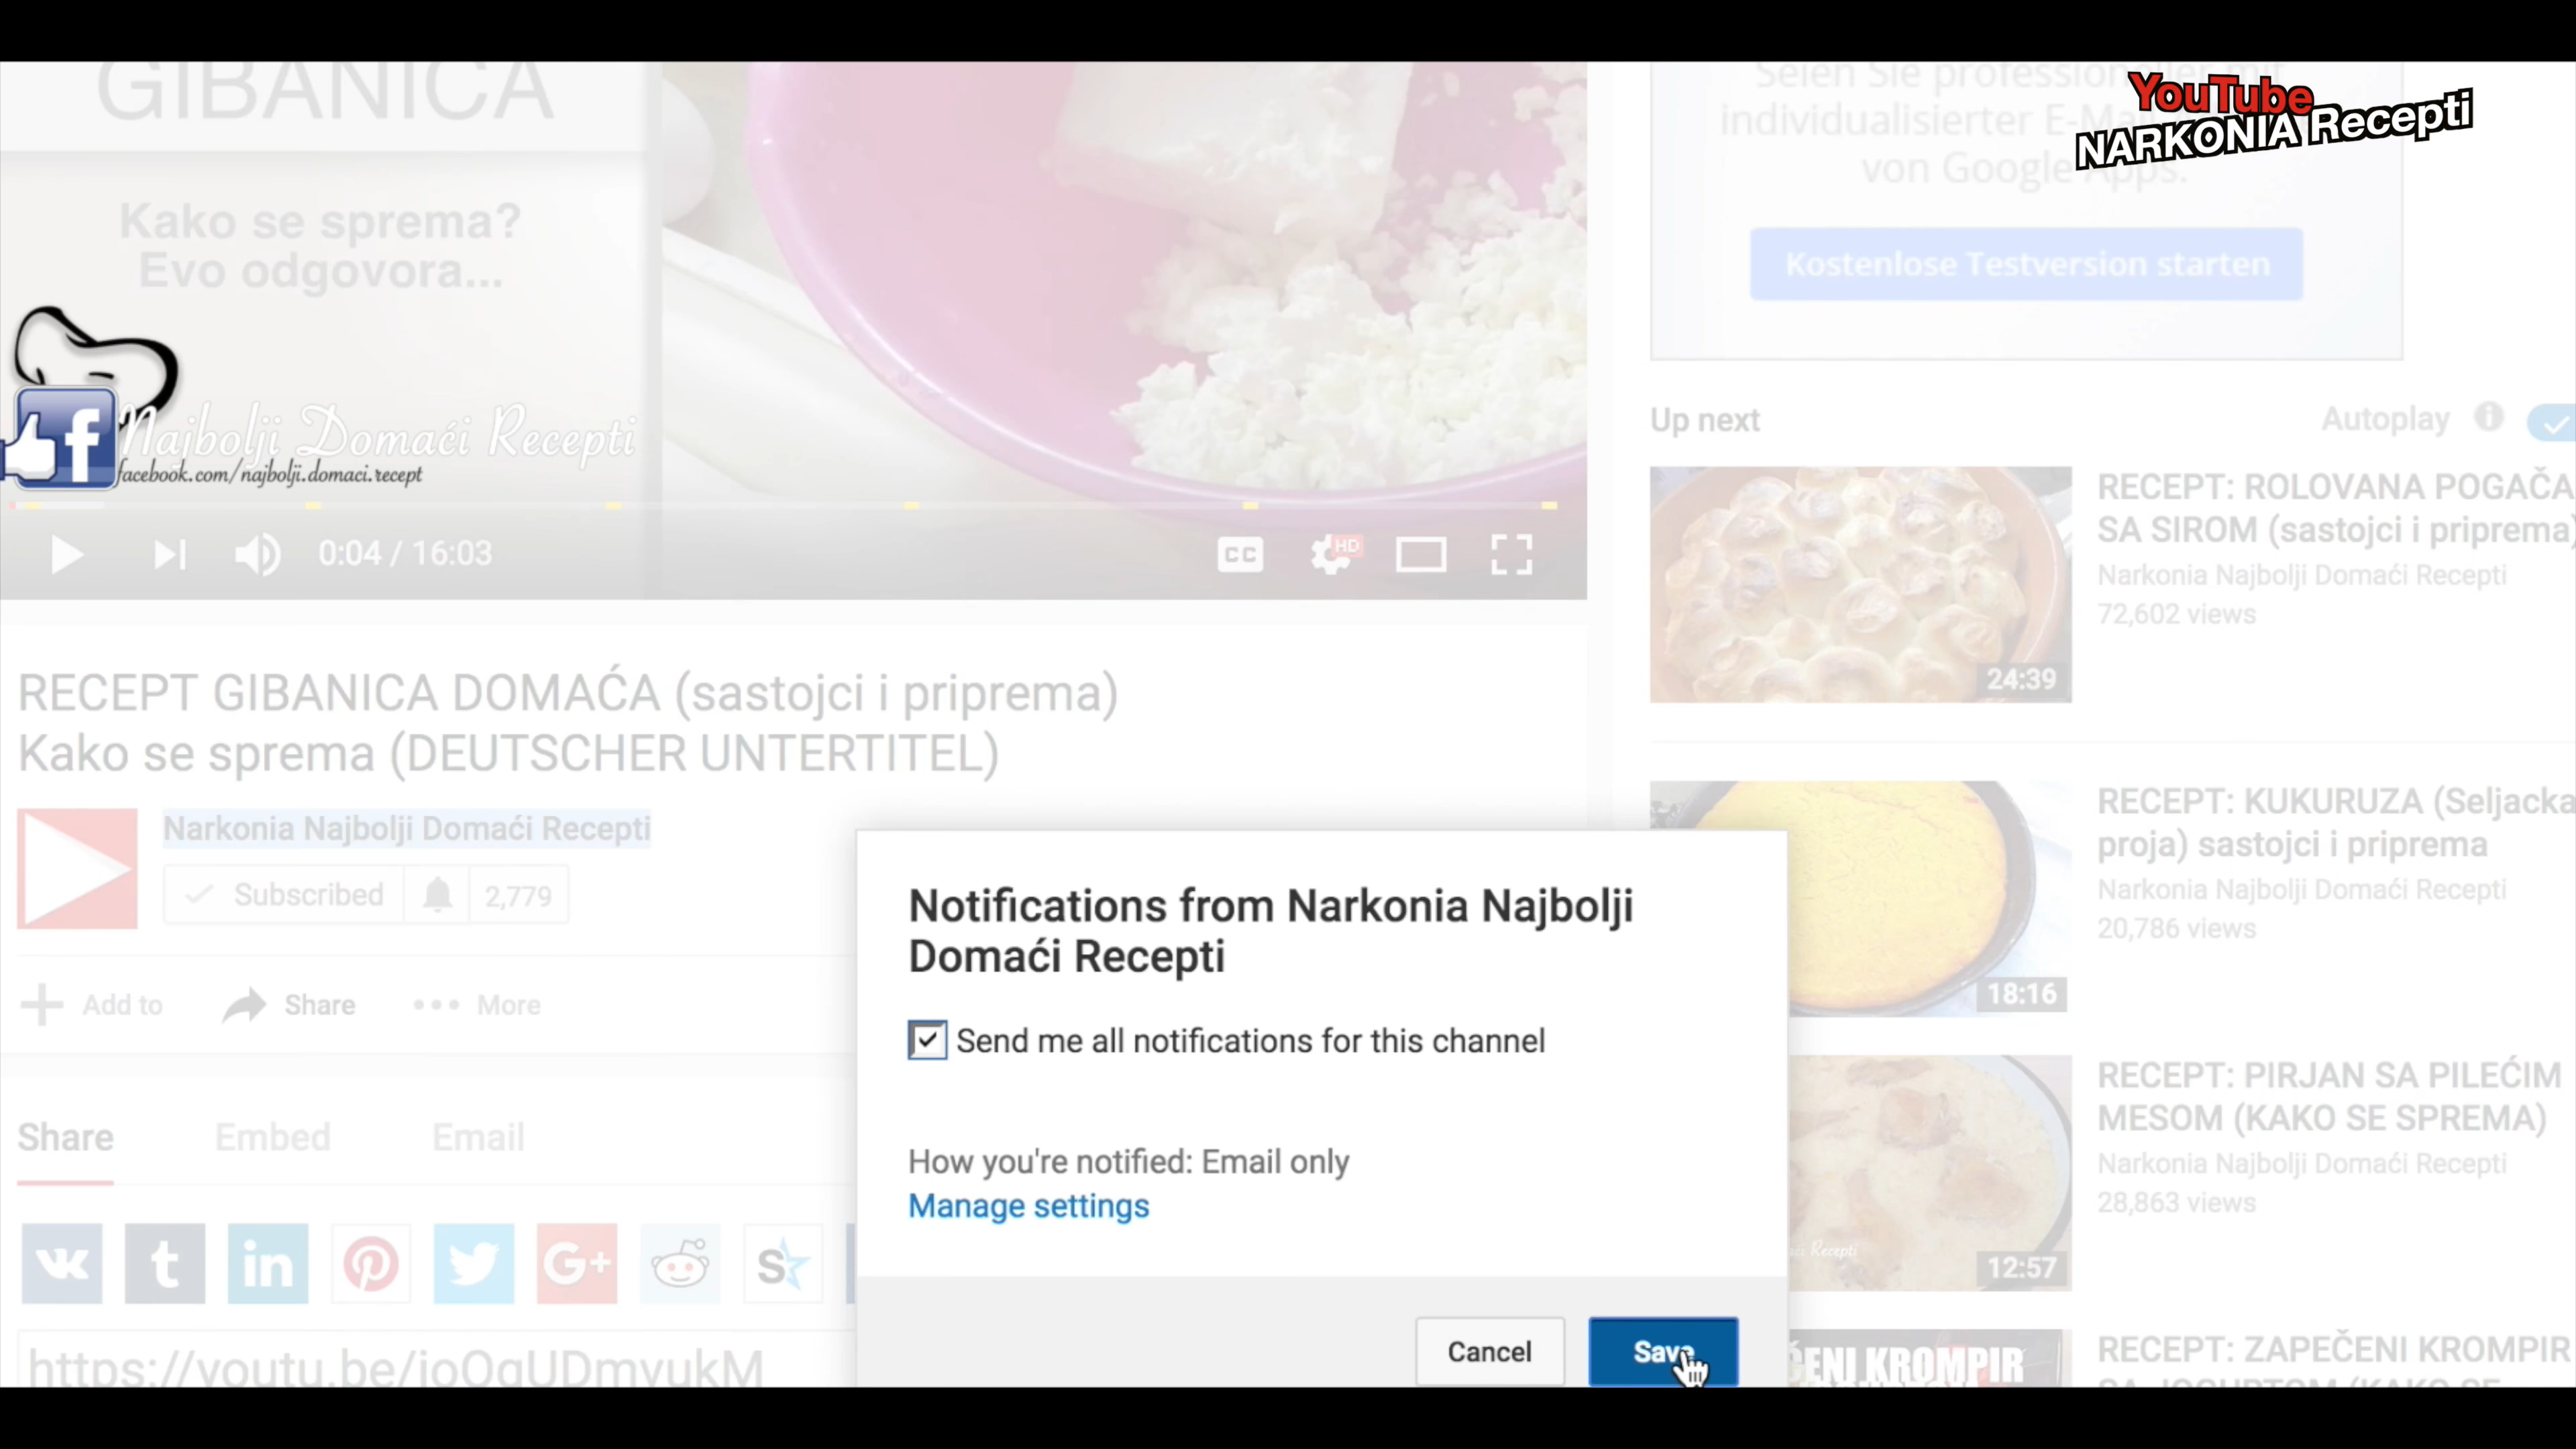 GIBANICA
Kako se sprema?
Evo odgovora...
Najbolji Domaći Recepti
facebook.com/najbolji.domaci.recept
0:04 / 16:03
CC
HD
RECEPT GIBANICA DOMAĆA (sastojci i priprema)
Kako se sprema (DEUTSCHER UNTERTITEL)
Narkonia Najbolji Domaći Recepti
Subscribed
2,779
Add to
Share
More
Share
Embed
Email
https://youtu.be/
Notifications from Narkonia Najbolji
Domaći Recepti
Send me all notifications for this channel
How you're notified: Email only
Manage settings
Cancel
Save
Seien Sie professioneller mit
individualisierter
von Google Apps.
Kostenlose Testversion starten
YouTube
NARKONIA Recepti
Up next
Autoplay
RECEPT: ROLOVANA POGAČA
SA SIROM (sastojci i priprema)
Narkonia Najbolji Domaći Recepti
72,602 views
24:39
RECEPT: KUKURUZA (Seljacka
proja) sastojci i priprema
Narkonia Najbolji Domaći Recepti
20,786 views
18:16
RECEPT: PIRJAN SA PILEĆIM
MESOM (KAKO SE SPREMA)
Narkonia Najbolji Domaći Recepti
28,863 views
12:57
KROMPIR
RECEPT: ZAPEČENI KROMPIR